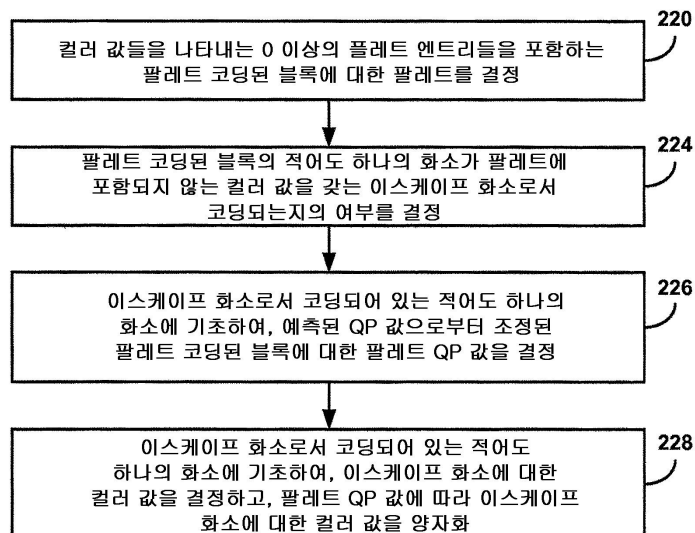 220
컬러 값들을 나타내는 0 이상의 플레트 엔트리들을 포함하는
팔레트 코딩된 블록에 대한 팔레트를 결정
224
팔레트 코딩된 블록의 적어도 하나의 화소가 팔레트에
포함되지 않는 컬러 값을 갖는 이스케이프 화소로서
코딩되는지의 여부를 결정
226
이스케이프 화소로서 코딩되어 있는 적어도 하나의
화소에 기초하여, 예측된 QP 값으로부터 조정된
팔레트 코딩된 블록에 대한 팔레트 QP 값을 결정
228
이스케이프 화소로서 코딩되어 있는 적어도
하나의 화소에 기초하여, 이스케이프 화소에 대한
컬러 값을 결정하고, 팔레트 QP 값에 따라 이스케이프
화소에 대한 컬러 값을 양자화